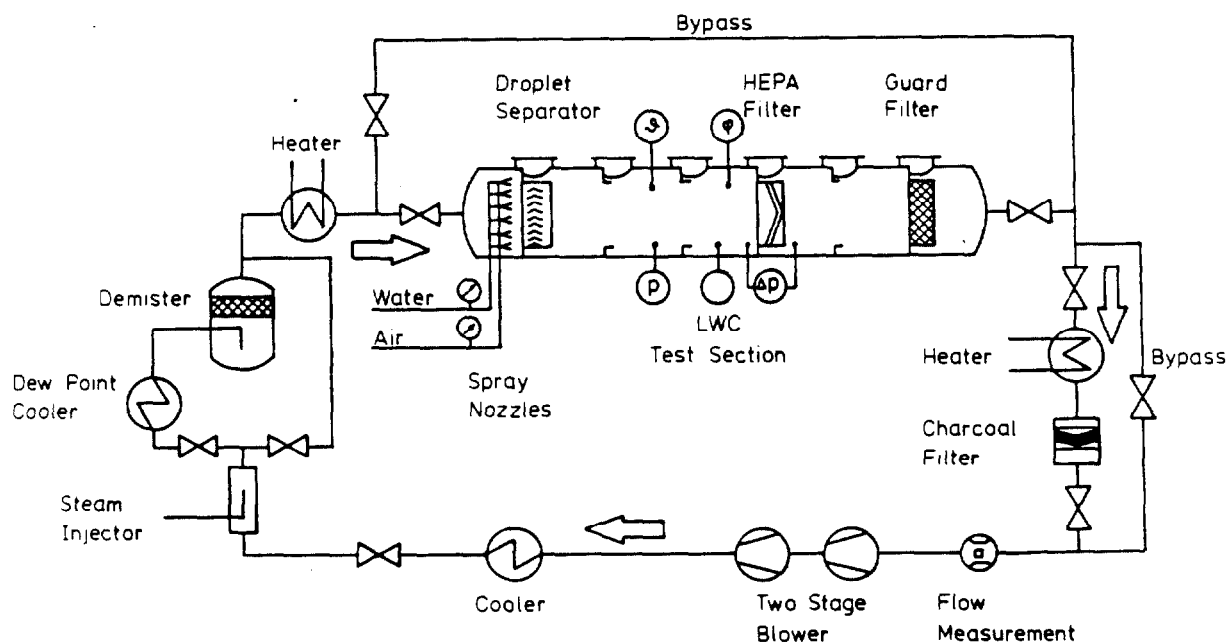 Bypass
Droplet
Separator
HEPA
Filter
Guard
Filter
Heater
ϑ
φ
Demister
Water
Air
p
Δp
LWC
Test Section
Heater
Bypass
Dew Point
Cooler
Spray
Nozzles
Charcoal
Filter
Steam
Injector
Cooler
Two Stage
Blower
Flow
Measurement